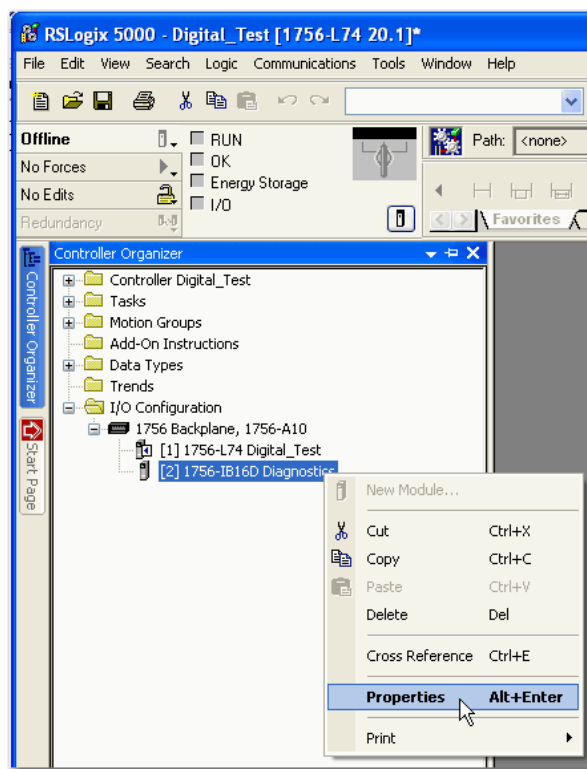 RSLogix 5000 - Digital_Test [1756-L74 20.1]*
File Edit View Search Logic Communications Tools Window Help
Offline
RUN
Path: <none>
No Forces
OK
No Edits
Energy Storage
Redundancy
I/O
Favorites
Controller Organizer
Start Page
Controller Organizer
Controller Digital_Test
Tasks
Motion Groups
Add-On Instructions
Data Types
Trends
I/O Configuration
1756 Backplane, 1756-A10
[1] 1756-L74 Digital_Test
[2] 1756-IB16D Diagnostics
New Module...
Cut Ctrl+X
Copy Ctrl+C
Paste Ctrl+V
Delete Del
Cross Reference Ctrl+E
Properties Alt+Enter
Print